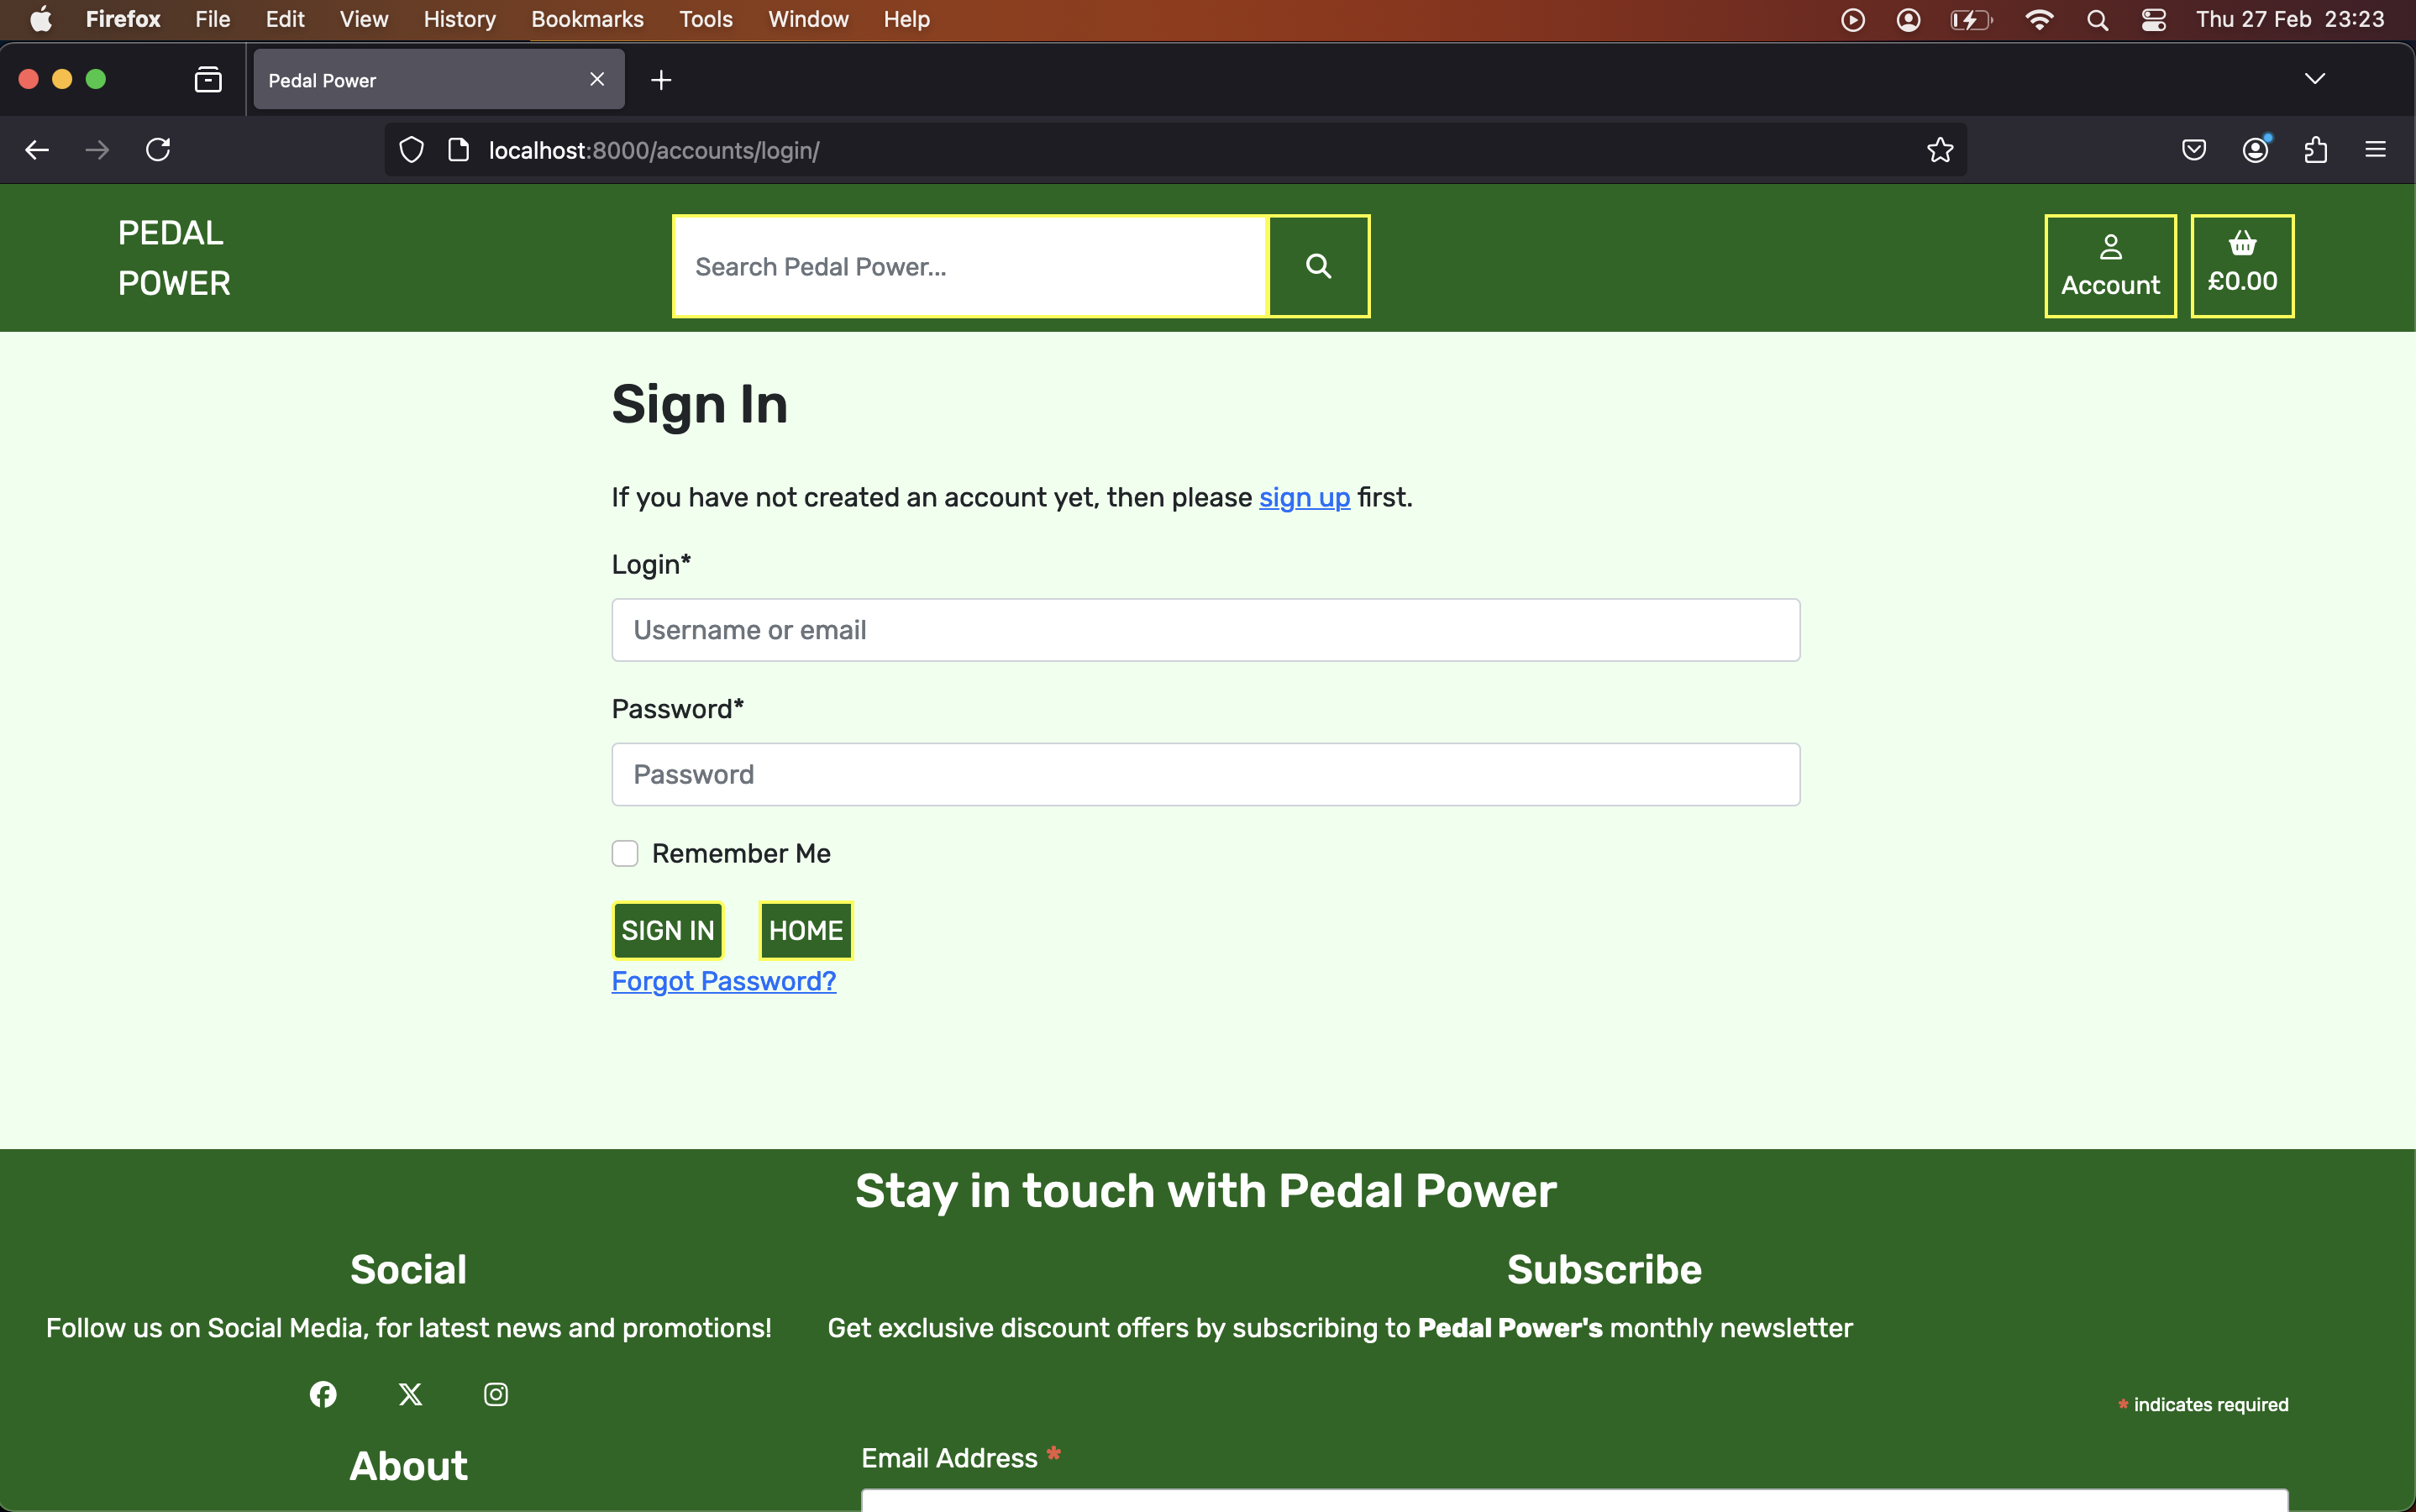 Firefox File Edit View History Bookmarks Tools Window Help Thu 27 Feb 23:23
Pedal Power
localhost:8000/accounts/login/
PEDAL
POWER
Search Pedal Power...
Account
£0.00
Sign In
If you have not created an account yet, then please sign up first.
Login*
Username or email
Password*
Password
Remember Me
SIGN IN HOME
Forgot Password?
Stay in touch with Pedal Power
Social
Follow us on Social Media, for latest news and promotions!
About
Subscribe
Get exclusive discount offers by subscribing to Pedal Power's monthly newsletter
* indicates required
Email Address *